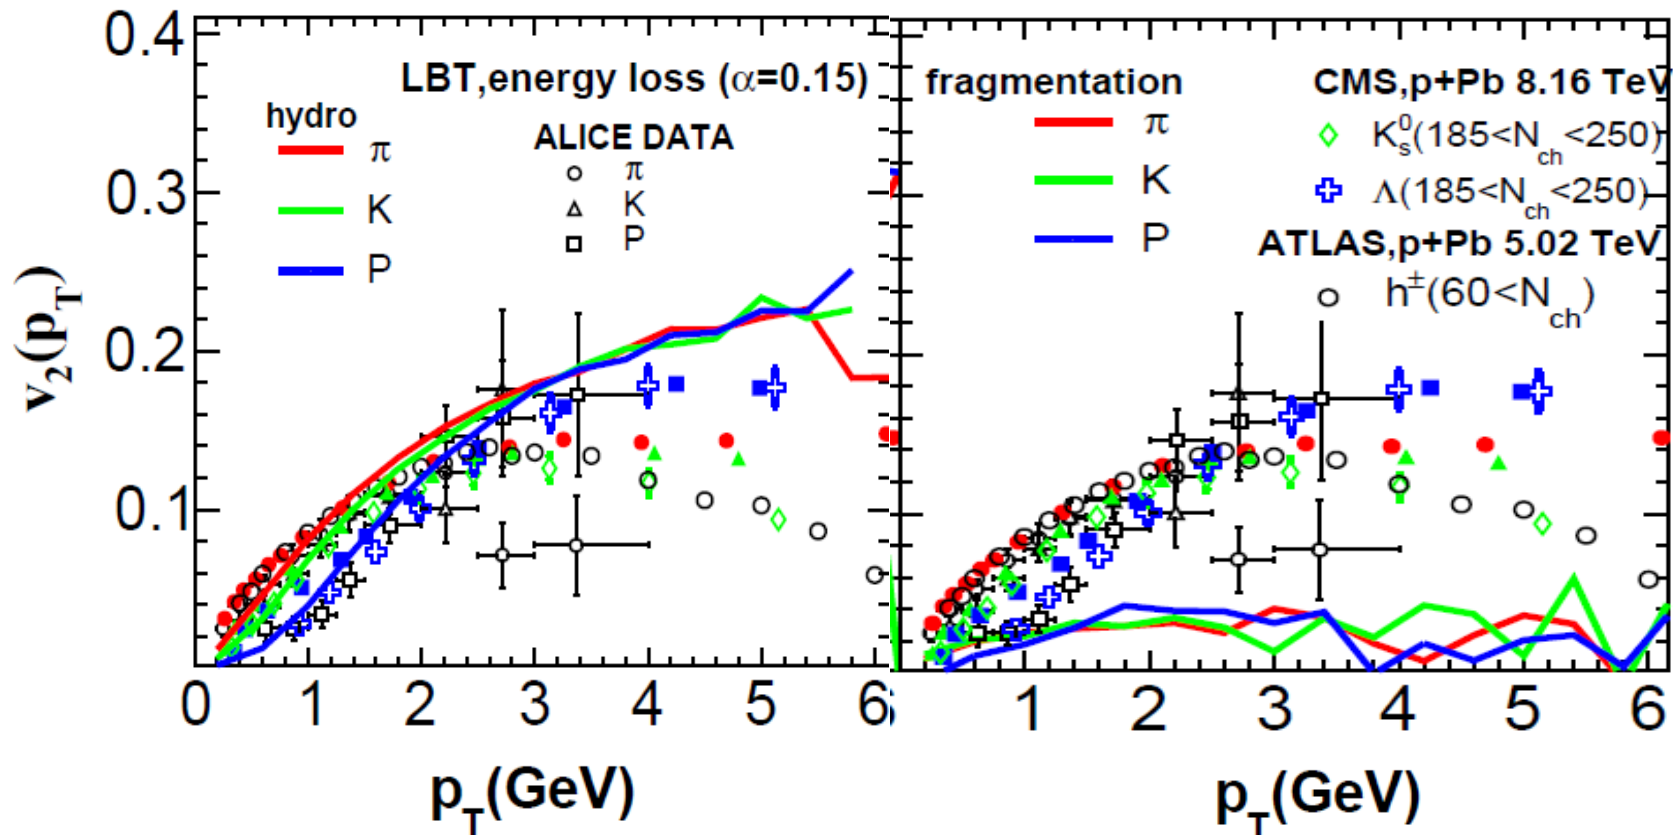 0.4
0.3
0.2
0.1
v2(pT)
LBT,energy loss (α=0.15)
hydro
π
K
P
ALICE DATA
π
K
P
0 1 2 3 4 5 6
pT(GeV)
fragmentation
π
K
P
CMS,p+Pb 8.16 TeV
K0s(185<Nch<250)
Λ(185<Nch<250)
ATLAS,p+Pb 5.02 TeV
h±(60<Nch)
1 2 3 4 5 6
pT(GeV)